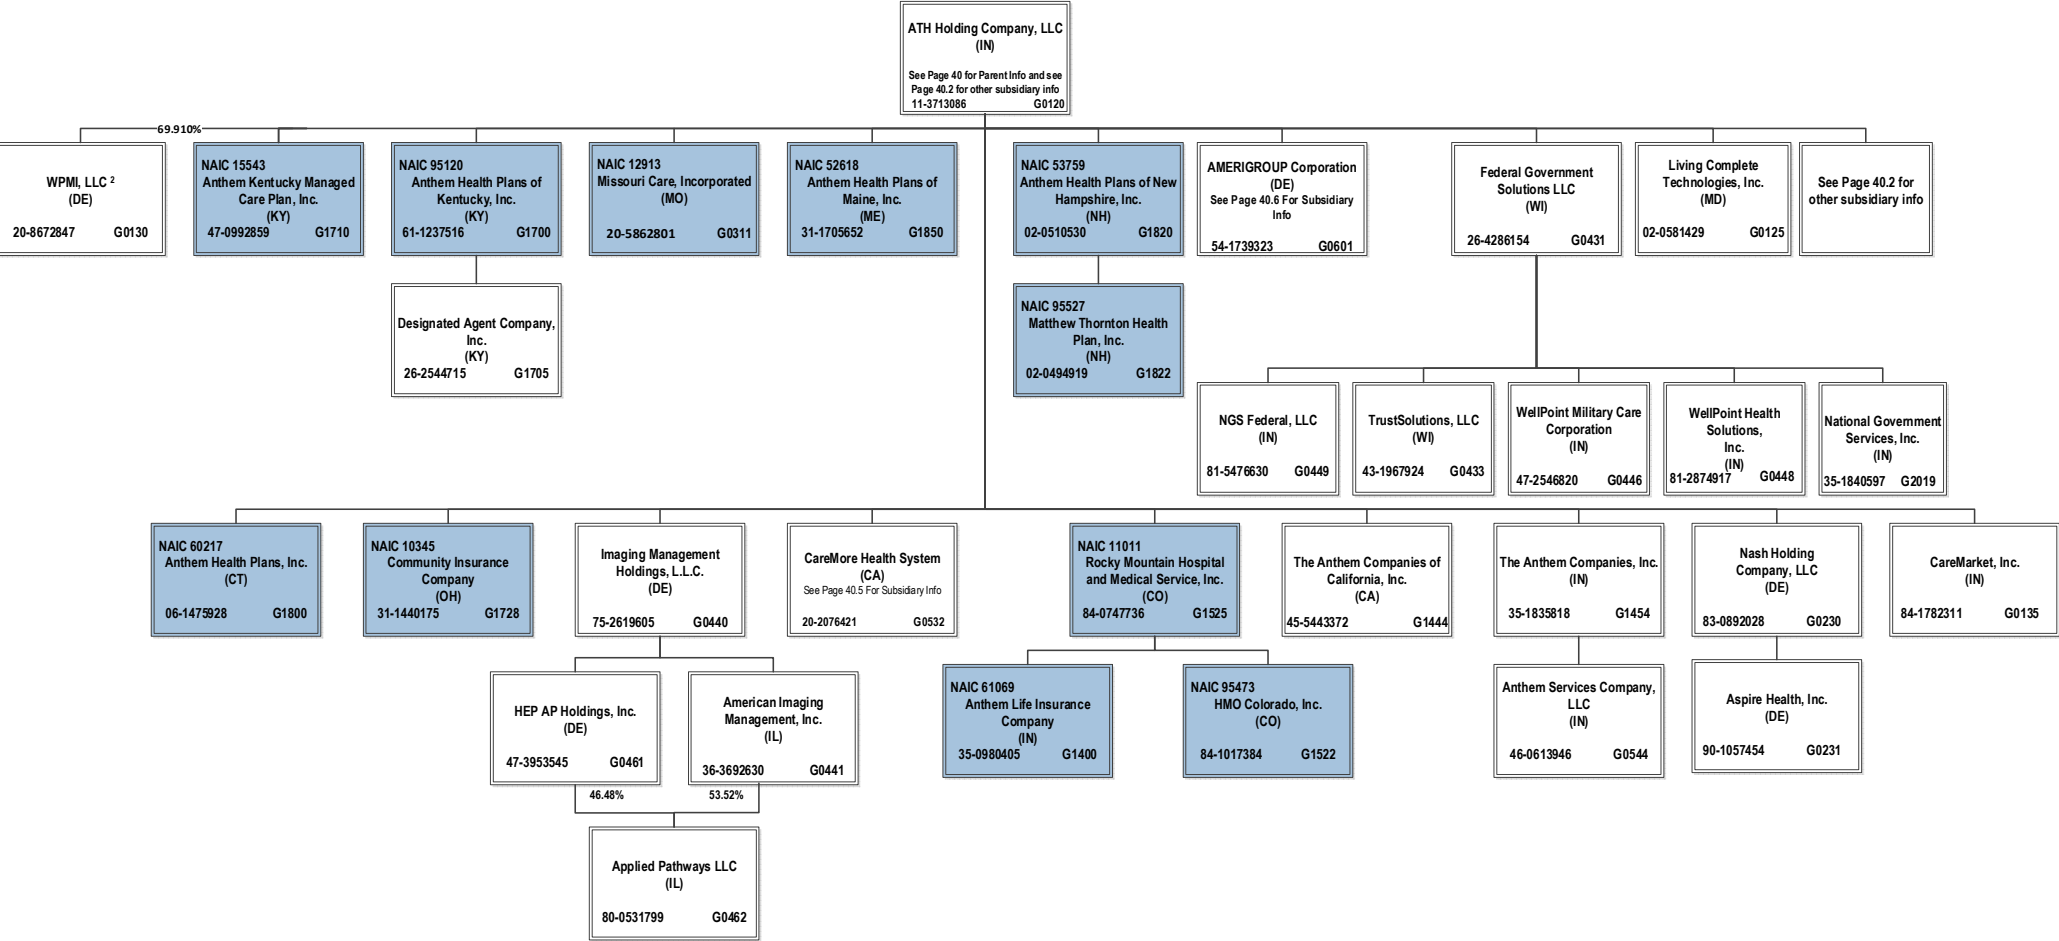 ATH Holding Company, LLC
(IN)
See Page 40 for Parent Info and see
Page 40.2 for other subsidiary info
11-3713086 G0120
69.910%
WPMI, LLC 2
(DE)
20-8672847 G0130
NAIC 15543
Anthem Kentucky Managed
Care Plan, Inc.
(KY)
47-0992859 G1710
NAIC 95120
Anthem Health Plans of
Kentucky, Inc.
(KY)
61-1237516 G1700
NAIC 12913
Missouri Care, Incorporated
(MO)
20-5862801 G0311
NAIC 52618
Anthem Health Plans of
Maine, Inc.
(ME)
31-1705652 G1850
NAIC 53759
Anthem Health Plans of New
Hampshire, Inc.
(NH)
02-0510530 G1820
AMERIGROUP Corporation
(DE)
See Page 40.6 For Subsidiary
Info
54-1739323 G0601
Federal Government
Solutions LLC
(WI)
26-4286154 G0431
Living Complete
Technologies, Inc.
(MD)
02-0581429 G0125
See Page 40.2 for
other subsidiary info
Designated Agent Company,
Inc.
(KY)
26-2544715 G1705
NAIC 95527
Matthew Thornton Health
Plan, Inc.
(NH)
02-0494919 G1822
NGS Federal, LLC
(IN)
81-5476630 G0449
TrustSolutions, LLC
(WI)
43-1967924 G0433
WellPoint Military Care
Corporation
(IN)
47-2546820 G0446
WellPoint Health
Solutions,
Inc.
(IN)
81-2874917 G0448
National Government
Services, Inc.
(IN)
35-1840597 G2019
NAIC 60217
Anthem Health Plans, Inc.
(CT)
06-1475928 G1800
NAIC 10345
Community Insurance
Company
(OH)
31-1440175 G1728
Imaging Management
Holdings, L.L.C.
(DE)
75-2619605 G0440
CareMore Health System
(CA)
See Page 40.5 For Subsidiary Info
20-2076421 G0532
NAIC 11011
Rocky Mountain Hospital
and Medical Service, Inc.
(CO)
84-0747736 G1525
The Anthem Companies of
California, Inc.
(CA)
45-5443372 G1444
The Anthem Companies, Inc.
(IN)
35-1835818 G1454
Nash Holding
Company, LLC
(DE)
83-0892028 G0230
CareMarket, Inc.
(IN)
84-1782311 G0135
HEP AP Holdings, Inc.
(DE)
47-3953545 G0461
American Imaging
Management, Inc.
(IL)
36-3692630 G0441
NAIC 61069
Anthem Life Insurance
Company
(IN)
35-0980405 G1400
NAIC 95473
HMO Colorado, Inc.
(CO)
84-1017384 G1522
Anthem Services Company,
LLC
(IN)
46-0613946 G0544
Aspire Health, Inc.
(DE)
90-1057454 G0231
46.48% 53.52%
Applied Pathways LLC
(IL)
80-0531799 G0462